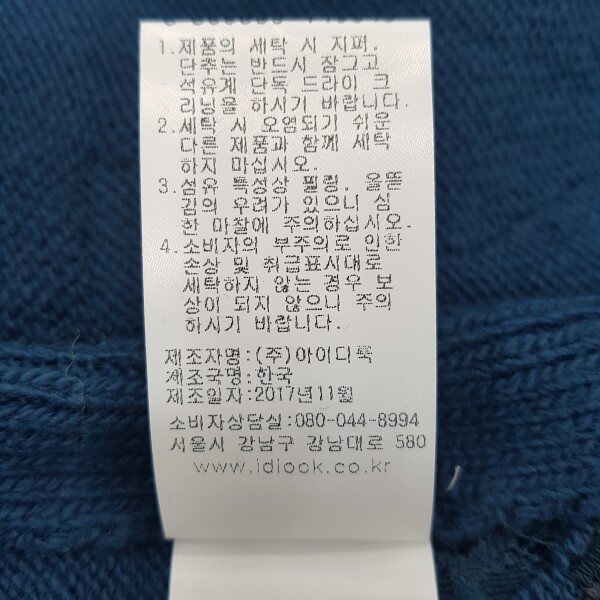 1.제품의 세탁 시 지퍼,
단추는 반드시 잠그고
석유계 단독 드라이 크
리닝을 하시기 바랍니다.
2.세탁 시 오염되기 쉬운
다른 제품과 함께 세탁
하지 마십시오.
3.섬유 특성상 필링, 올뜯
김의 우려가 있으니 심
한 마찰에 주의하십시오.
4.소비자의 부주의로 인한
손상 및 취급표시대로
세탁하지 않는 경우 보
상이 되지 않으니 주의
하시기 바랍니다.
제조자명:(주)아이디룩
제조국명:한국
제조일자:2017년11월
소비자상담실:080-044-8994
서울시 강남구 강남대로 580
www.idlook.co.kr